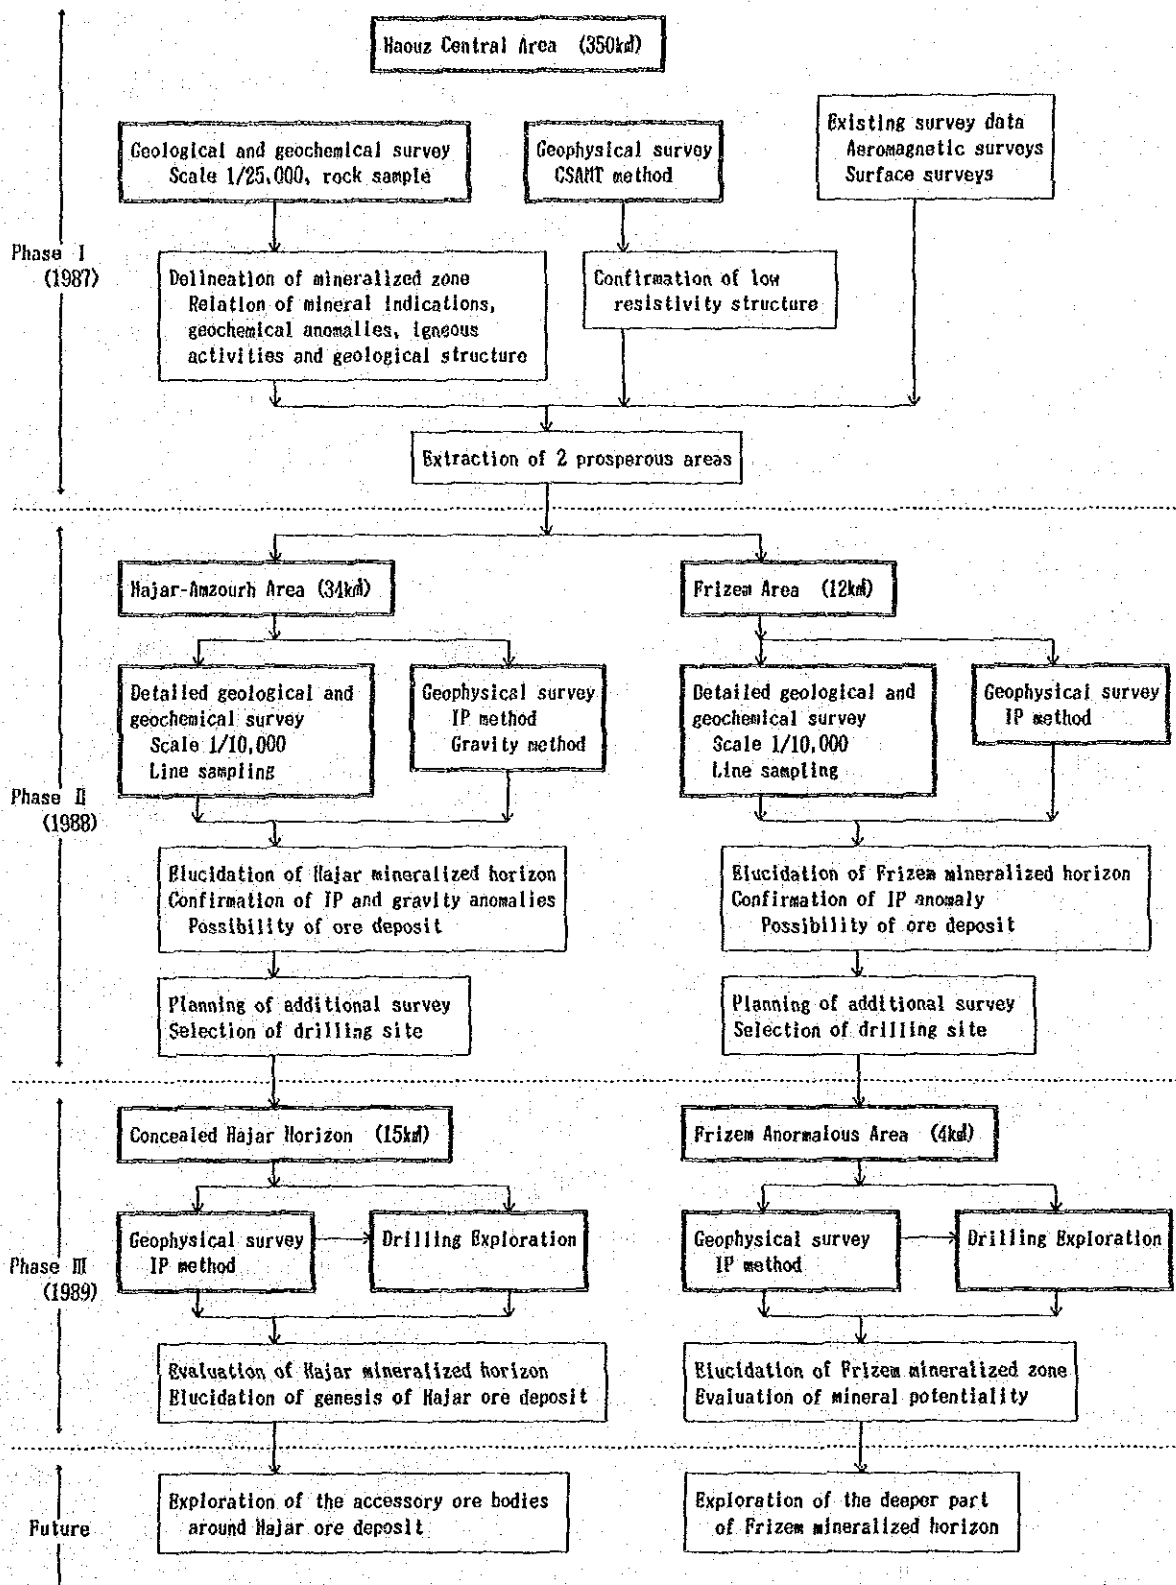 Haouz Central Area (350km²)
Geological and geochemical survey
Scale 1/25,000, rock sample
Geophysical survey
CSAMT method
Existing survey data
Aeromagnetic surveys
Surface surveys
Phase I
(1987)
Delineation of mineralized zone
Relation of mineral indications,
geochemical anomalies, igneous
activities and geological structure
Confirmation of low
resistivity structure
Extraction of 2 prosperous areas
Hajar-Amzourh Area (34km²)
Frizem Area (12km²)
Detailed geological and
geochemical survey
Scale 1/10,000
Line sampling
Geophysical survey
IP method
Gravity method
Detailed geological and
geochemical survey
Scale 1/10,000
Line sampling
Geophysical survey
IP method
Phase II
(1988)
Elucidation of Hajar mineralized horizon
Confirmation of IP and gravity anomalies
Possibility of ore deposit
Elucidation of Frizem mineralized horizon
Confirmation of IP anomaly
Possibility of ore deposit
Planning of additional survey
Selection of drilling site
Planning of additional survey
Selection of drilling site
Concealed Hajar Horizon (15km²)
Frizem Anormalous Area (4km²)
Geophysical survey
IP method
Drilling Exploration
Geophysical survey
IP method
Drilling Exploration
Phase III
(1989)
Evaluation of Hajar mineralized horizon
Elucidation of genesis of Hajar ore deposit
Elucidation of Frizem mineralized zone
Evaluation of mineral potentiality
Future
Exploration of the accessory ore bodies
around Hajar ore deposit
Exploration of the deeper part
of Frizem mineralized horizon